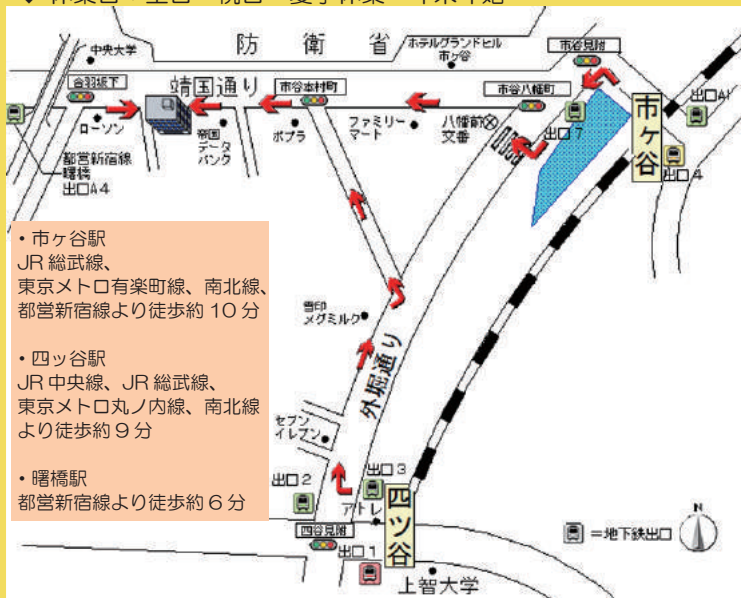 防衛省
中央大学
ホテルグランドヒル
市ヶ谷
市谷見附
合羽坂下
靖国通り
市谷本村町
市谷八幡町
出口A1
市ヶ谷
ローソン
帝国
データ
バンク
ポプラ
ファミリー
マート
八幡前
交番
出口7
出口4
都営新宿線
曙橋
出口A4
・市ヶ谷駅
JR 総武線、
東京メトロ有楽町線、南北線、
都営新宿線より徒歩約 10 分
・四ッ谷駅
JR 中央線、JR 総武線、
東京メトロ丸ノ内線、南北線
より徒歩約 9 分
・曙橋駅
都営新宿線より徒歩約 6 分
雪印
メグミルク
外堀通り
セブン
イレブン
出口2
出口3
アトレ
四ツ谷
四谷見附
出口1
上智大学
=地下鉄出口
N